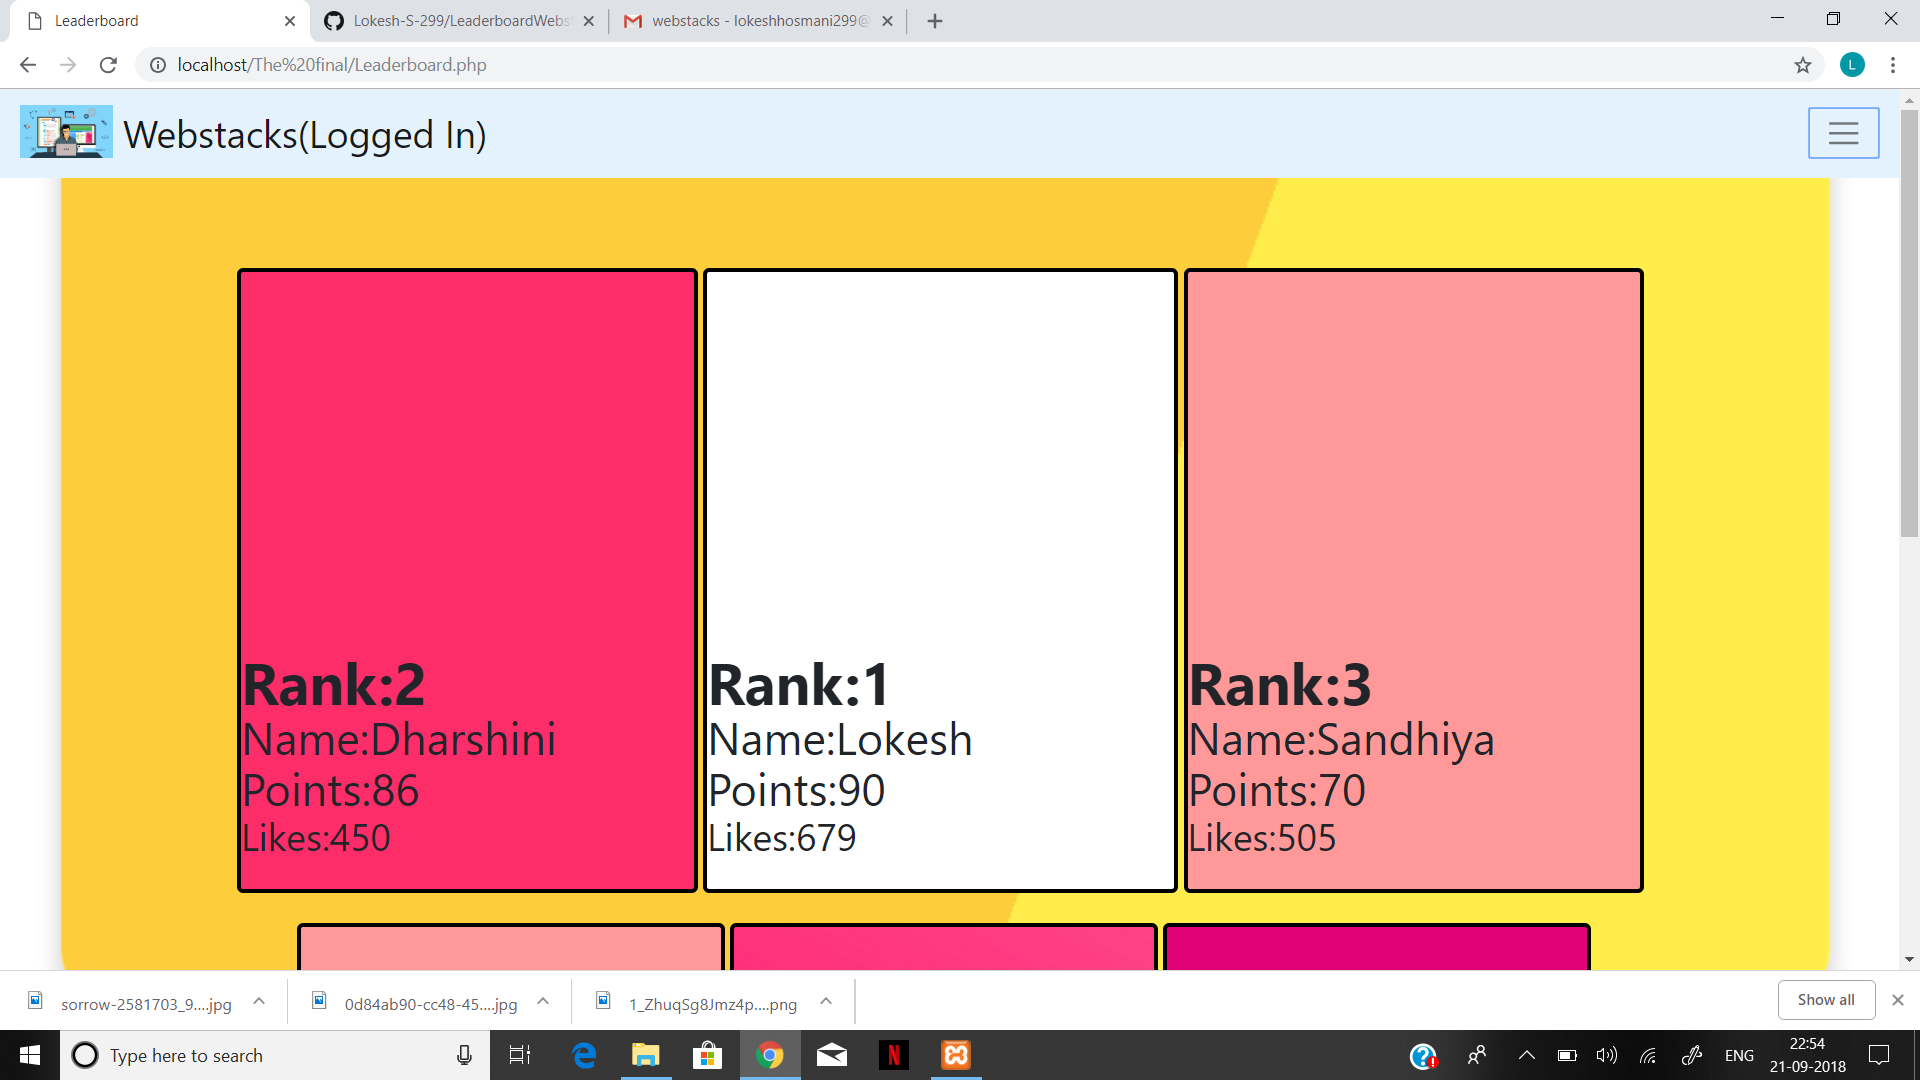 Leaderboard
Lokesh-S-299/LeaderboardWebs
webstacks - lokeshhosmani299@
localhost/The%20final/Leaderboard.php
L
Webstacks(Logged In)
Rank:2
Name:Dharshini
Points:86
Likes:450
Rank:1
Name:Lokesh
Points:90
Likes:679
Rank:3
Name:Sandhiya
Points:70
Likes:505
sorrow-2581703_9....jpg
0d84ab90-cc48-45....jpg
1_ZhuqSg8Jmz4p....png
Show all
Type here to search
N
ENG
22:54
21-09-2018